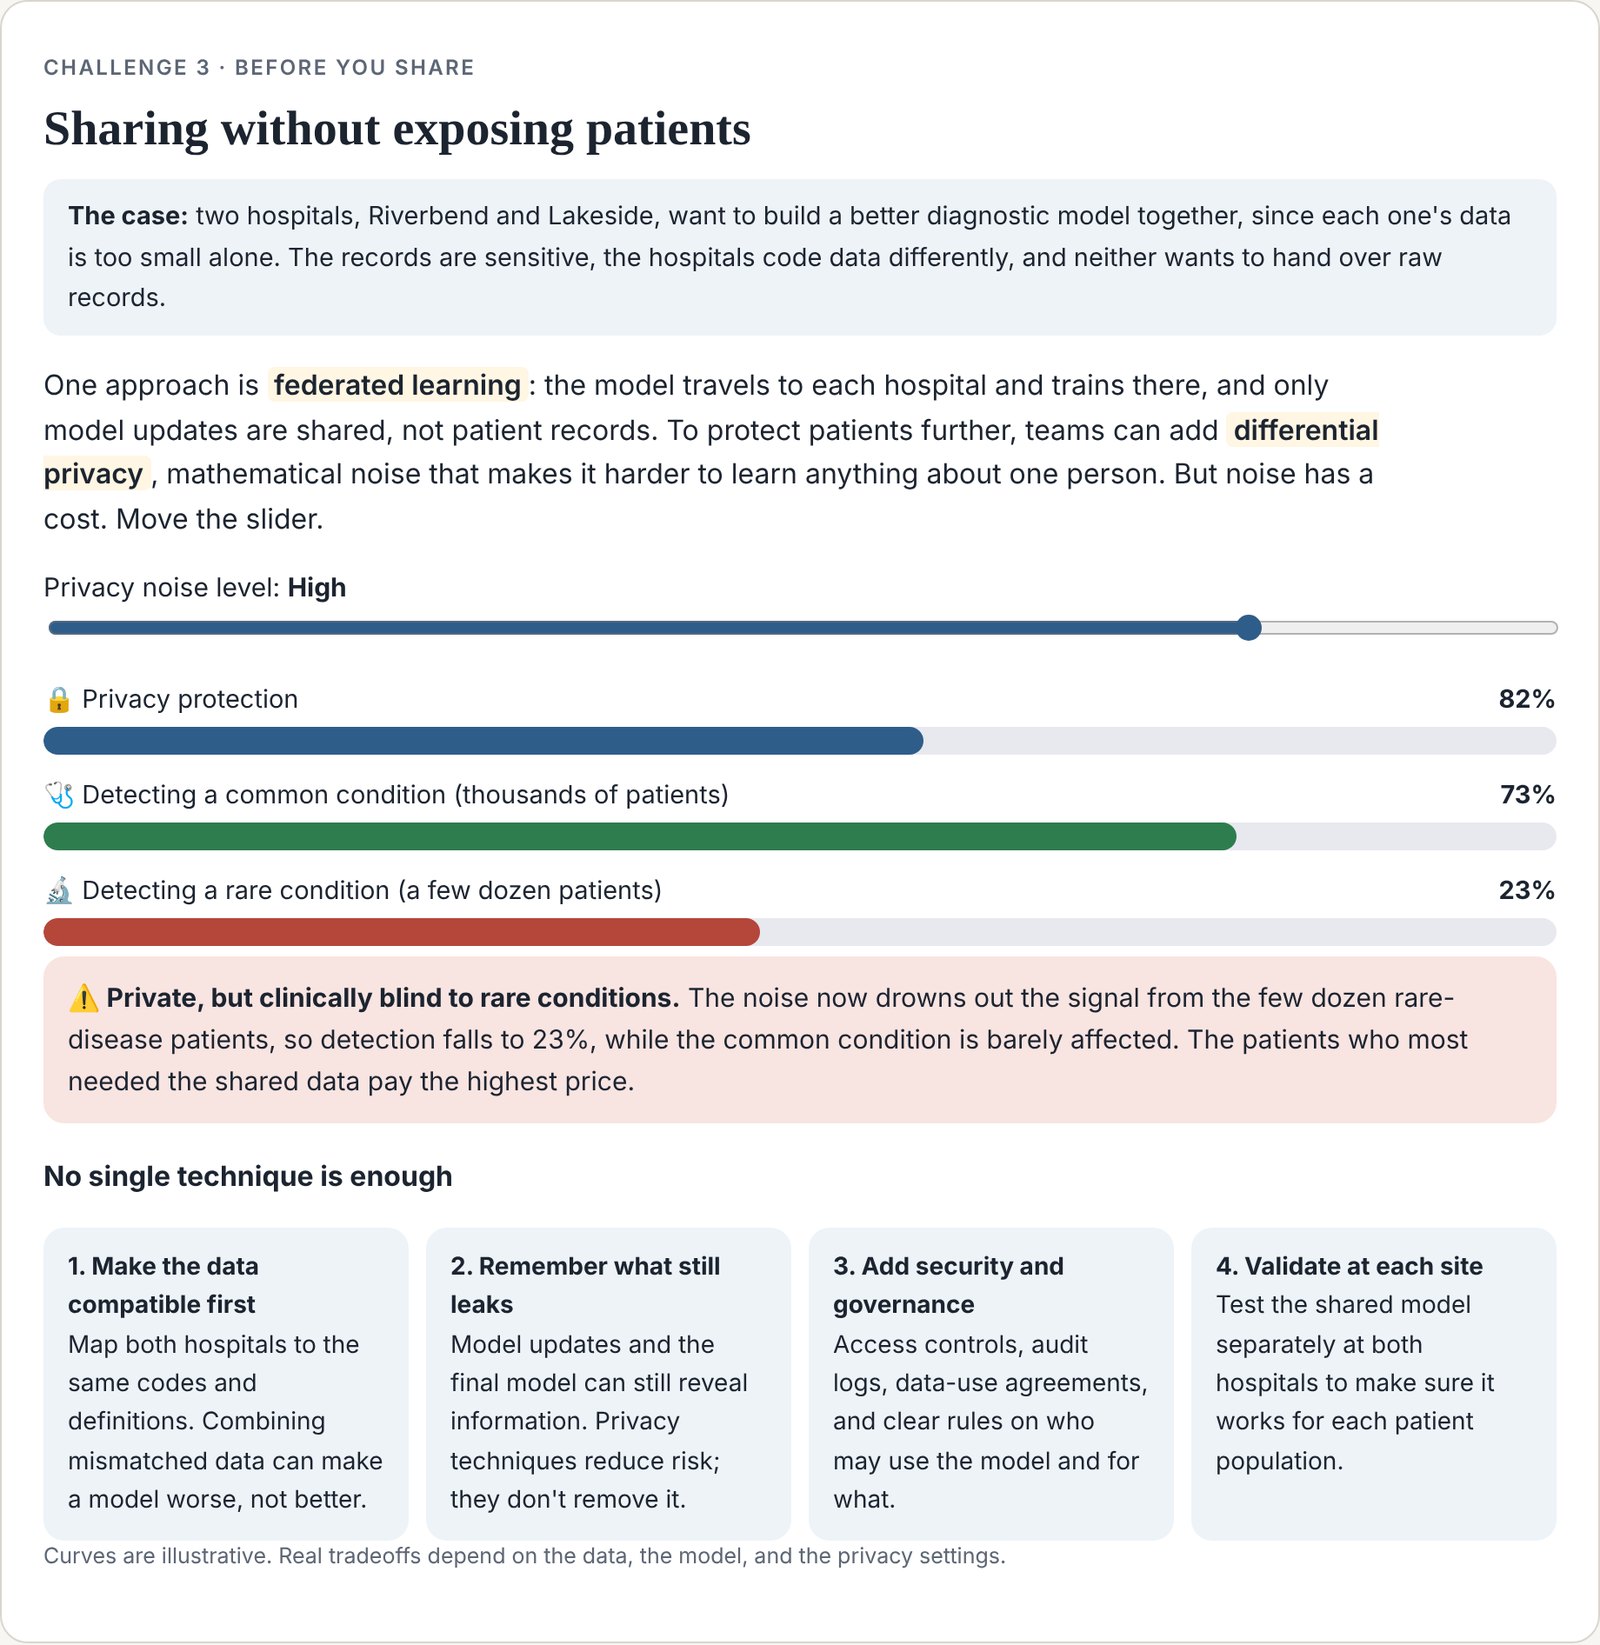 CHALLENGE 3 · BEFORE YOU SHARE
Sharing without exposing patients
The case: two hospitals, Riverbend and Lakeside, want to build a better diagnostic model together, since each one's data
is too small alone. The records are sensitive, the hospitals code data differently, and neither wants to hand over raw
records.
One approach is federated learning: the model travels to each hospital and trains there, and only
model updates are shared, not patient records. To protect patients further, teams can add differential
privacy, mathematical noise that makes it harder to learn anything about one person. But noise has a
cost. Move the slider.
Privacy noise level: High
🔒 Privacy protection 82%
🩺 Detecting a common condition (thousands of patients) 73%
🔬 Detecting a rare condition (a few dozen patients) 23%
⚠️ Private, but clinically blind to rare conditions. The noise now drowns out the signal from the few dozen rare-
disease patients, so detection falls to 23%, while the common condition is barely affected. The patients who most
needed the shared data pay the highest price.
No single technique is enough
1. Make the data
compatible first
Map both hospitals to the
same codes and
definitions. Combining
mismatched data can make
a model worse, not better.
2. Remember what still
leaks
Model updates and the
final model can still reveal
information. Privacy
techniques reduce risk;
they don't remove it.
3. Add security and
governance
Access controls, audit
logs, data-use agreements,
and clear rules on who
may use the model and for
what.
4. Validate at each site
Test the shared model
separately at both
hospitals to make sure it
works for each patient
population.
Curves are illustrative. Real tradeoffs depend on the data, the model, and the privacy settings.